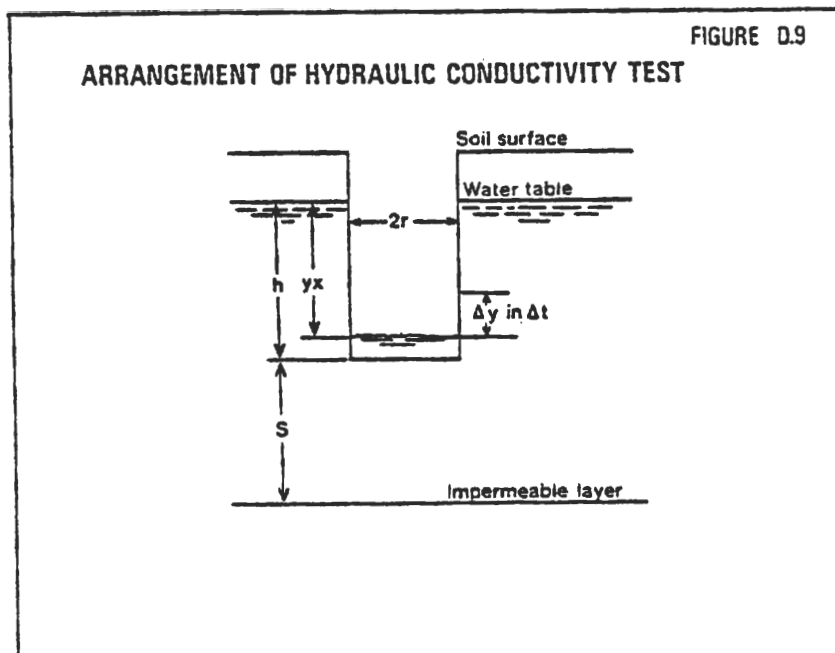 FIGURE D.9
ARRANGEMENT OF HYDRAULIC CONDUCTIVITY TEST
Soil surface
Water table
2r
h
yx
Δy in Δt
S
Impermeable layer